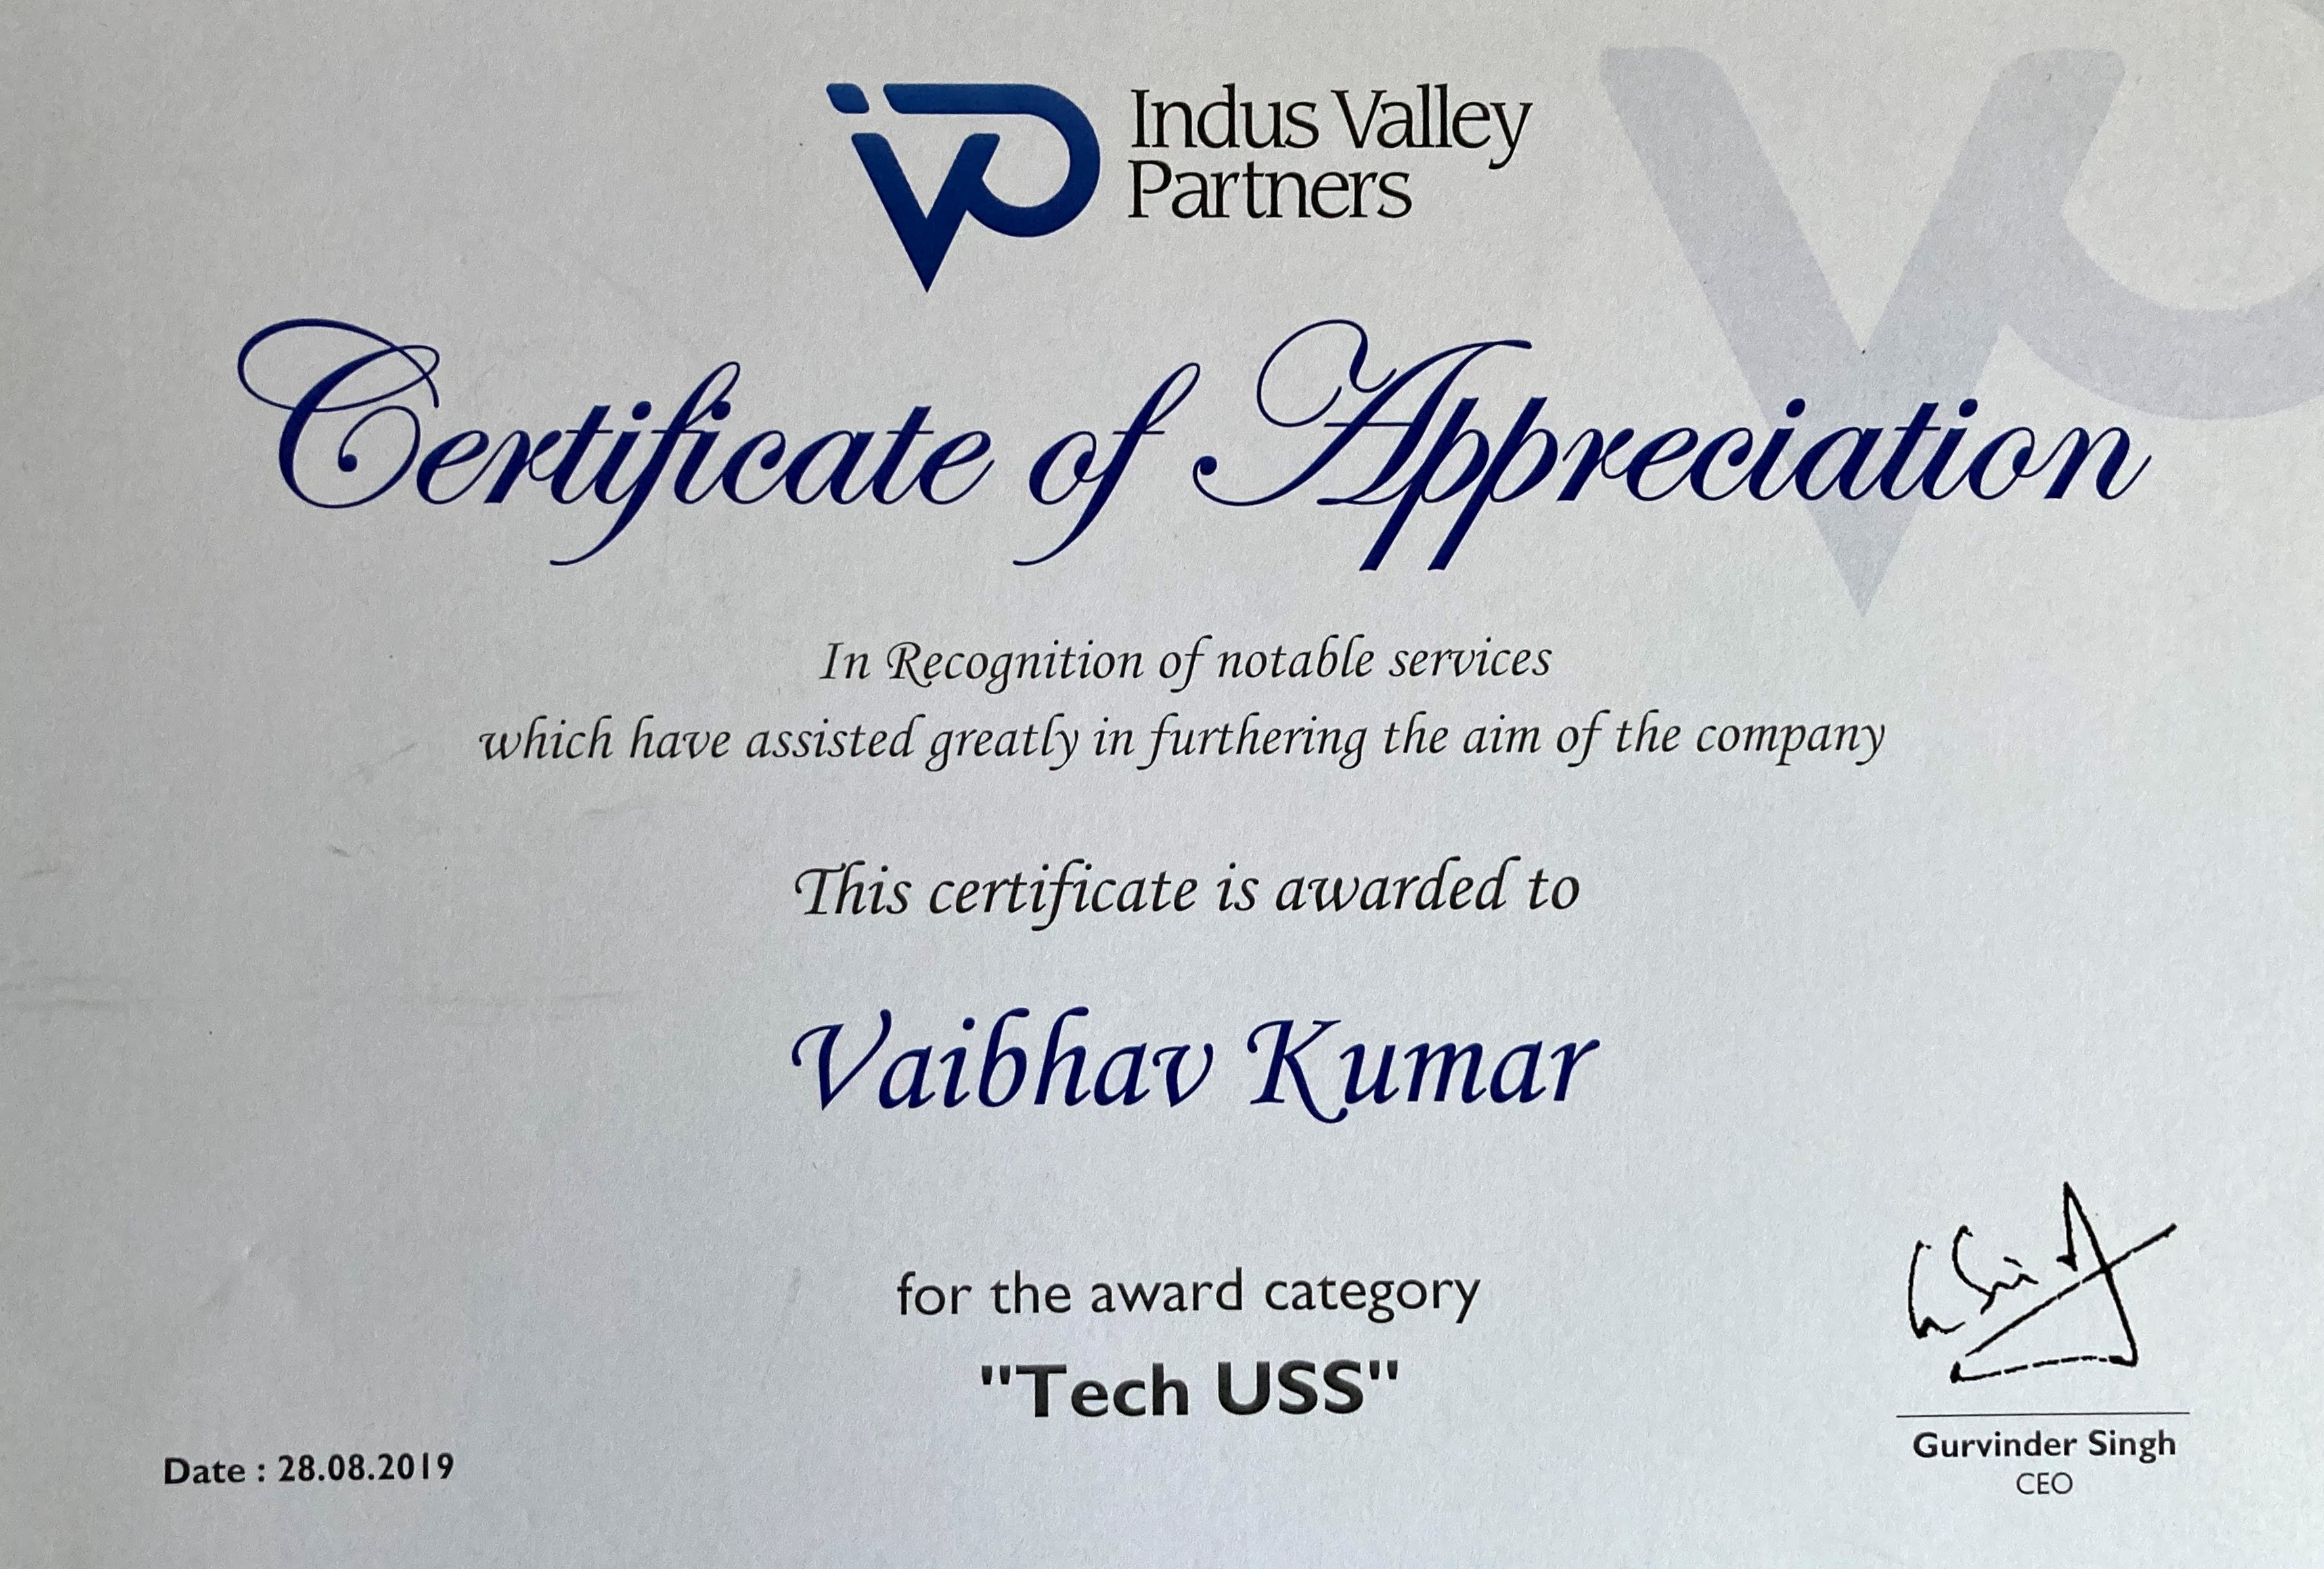 Indus Valley
Partners
Certificate of Appreciation
In Recognition of notable services
which have assisted greatly in furthering the aim of the company
This certificate is awarded to
Vaibhav Kumar
for the award category
"Tech USS"
Date : 28.08.2019
Gurvinder Singh
CEO